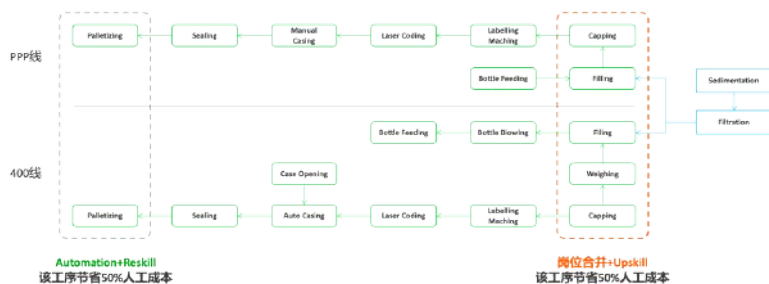 PPP线
Palletizing
Sealing
Manual
Casing
Laser Coding
Labelling
Maching
Capping
Bottle Feeding
Filling
Sedimentation
Filtration
400线
Bottle Feeding
Bottle Blowing
Filing
Case Opening
Weighing
Palletizing
Sealing
Auto Casing
Laser Coding
Labelling
Maching
Capping
Automation+Reskill
该工序节省50%人工成本
岗位合并+Upskill
该工序节省50%人工成本